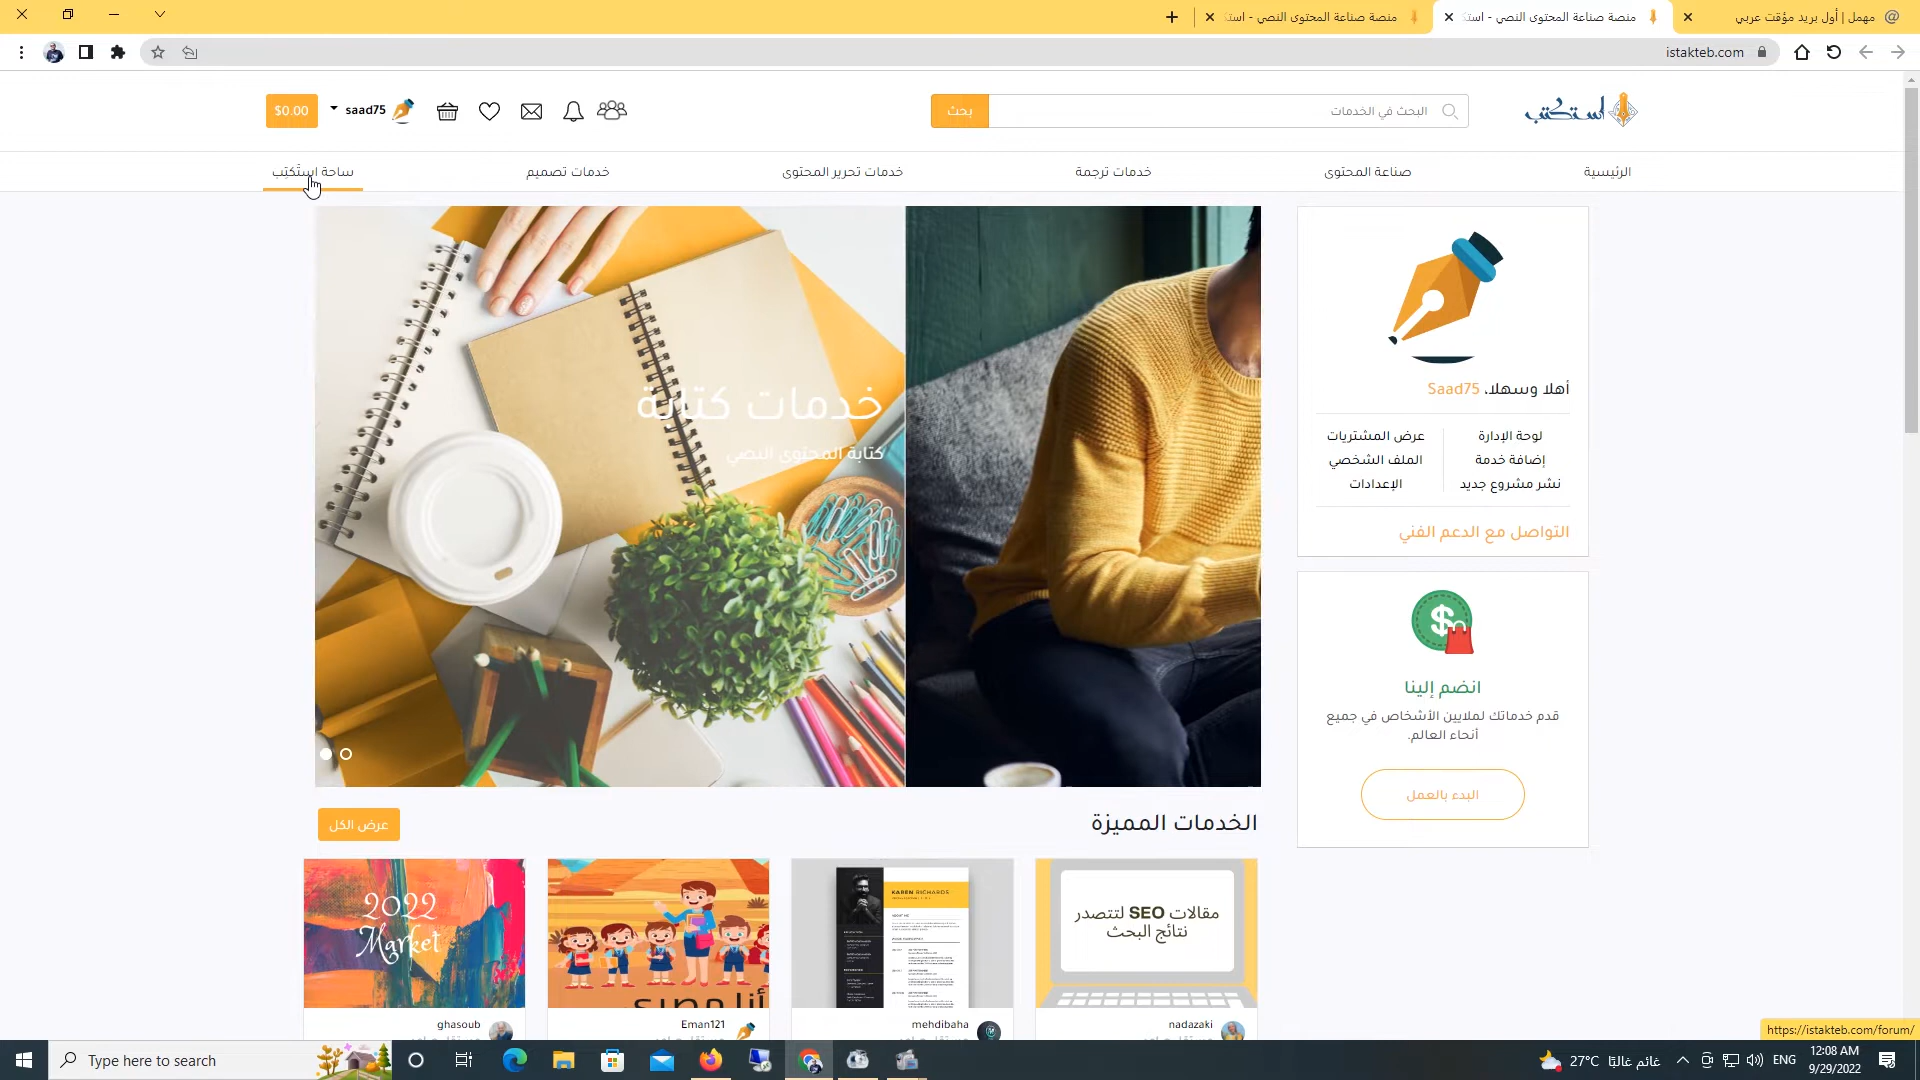 مهمل | أول بريد مؤقت عربي
منصة صناعة المحتوى النصي - استك
منصة صناعة المحتوى النصي - است
istakteb.com
استكتب
البحث في الخدمات
بحث
saad75
$0.00
الرئيسية
صناعة المحتوى
خدمات ترجمة
خدمات تحرير المحتوى
خدمات تصميم
ساحة استَكتِب
أهلا وسهلا، Saad75
لوحة الإدارة
عرض المشتريات
إضافة خدمة
الملف الشخصي
نشر مشروع جديد
الإعدادات
التواصل مع الدعم الفني
خدمات كتابة
كتابة المحتوى النصي
انضم إلينا
قدم خدماتك لملايين الأشخاص في جميع
أنحاء العالم.
البدء بالعمل
الخدمات المميزة
عرض الكل
مقالات SEO لتتصدر
نتائج البحث
KAREN RICHARDS
2022
Market
nadazaki
mehdibaha
Eman121
ghasoub
https://istakteb.com/forum/
Type here to search
27°C غائم غالبًا
ENG
12:08 AM
9/29/2022